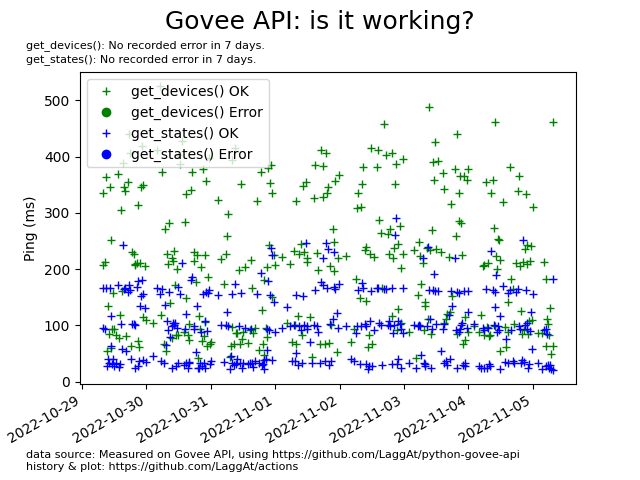 Govee API: is it working?
get_devices(): No recorded error in 7 days.
get_states(): No recorded error in 7 days.
get_devices() OK
get_devices() Error
get_states() OK
get_states() Error
Ping (ms)
500
400
300
200
100
0
2022-10-29
2022-10-30
2022-10-31
2022-11-01
2022-11-02
2022-11-03
2022-11-04
2022-11-05
data source: Measured on Govee API, using https://github.com/LaggAt/python-govee-api
history & plot: https://github.com/LaggAt/actions